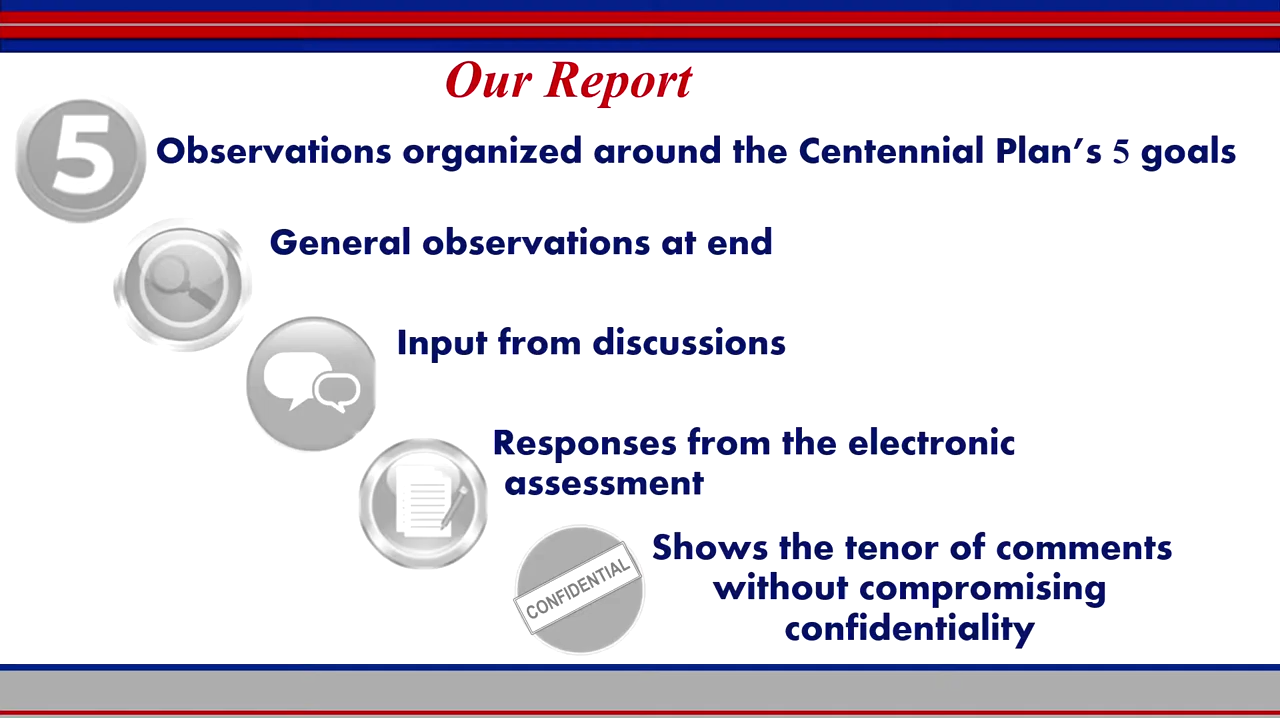 Our Report
5
Observations organized around the Centennial Plan’s 5 goals
General observations at end
Input from discussions
Responses from the electronic
assessment
CONFIDENTIAL
Shows the tenor of comments
without compromising
confidentiality